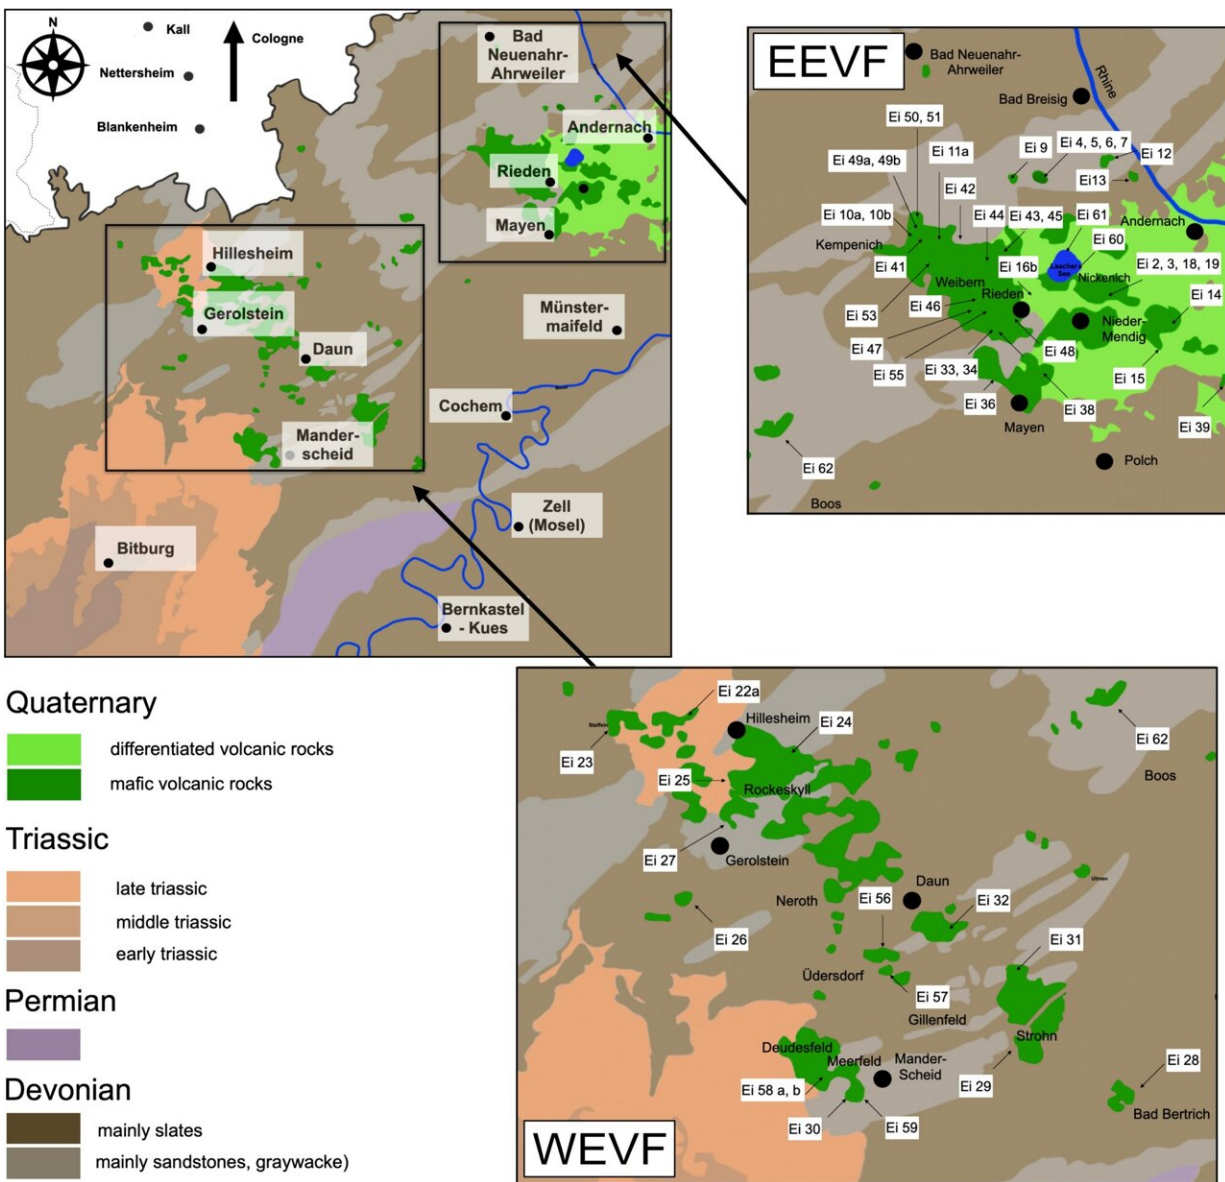 N
Kall
Cologne
Nettersheim
Blankenheim
Bad
Neuenahr-
Ahrweiler
Andernach
Rieden
Mayen
Hillesheim
Gerolstein
Daun
Münster-
maifeld
Cochem
Mander-
scheid
Zell
(Mosel)
Bitburg
Bernkastel
- Kues
EEVF
Bad Neuenahr-
Ahrweiler
Rhine
Bad Breisig
Ei 50, 51
Ei 49a, 49b
Ei 11a
Ei 9
Ei 4, 5, 6, 7
Ei 12
Ei13
Ei 42
Ei 10a, 10b
Ei 44
Ei 43, 45
Ei 61
Andernach
Kempenich
Ei 60
Ei 41
Ei 16b
Laacher
See
Ei 2, 3, 18, 19
Nickenich
Weibern
Ei 14
Ei 46
Rieden
Ei 53
Nieder-
Mendig
Ei 47
Ei 48
Ei 55
Ei 33, 34
Ei 15
Ei 36
Ei 38
Ei 39
Mayen
Ei 62
Polch
Boos
Quaternary
differentiated volcanic rocks
mafic volcanic rocks
Triassic
late triassic
middle triassic
early triassic
Permian
Devonian
mainly slates
mainly sandstones, graywacke)
Ei 22a
Hillesheim
Ei 24
Ei 62
Ei 23
Boos
Ei 25
Rockeskyll
Ei 27
Gerolstein
Daun
Ulmen
Neroth
Ei 56
Ei 32
Ei 26
Ei 31
Üdersdorf
Ei 57
Gillenfeld
Strohn
Deudesfeld
Meerfeld
Mander-
Scheid
Ei 28
Ei 58 a, b
Ei 29
Bad Bertrich
Ei 30
Ei 59
WEVF